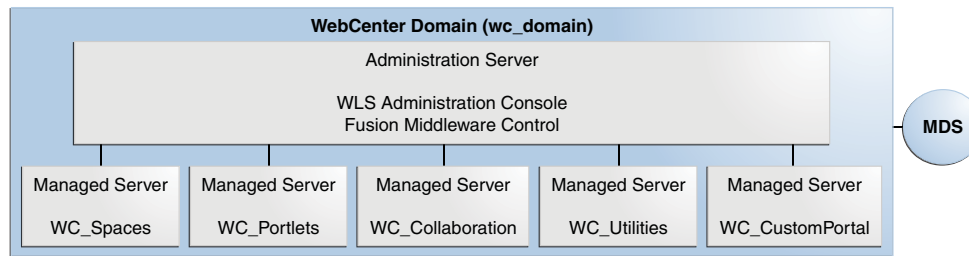 WebCenter Domain (wc_domain)
Administration Server
WLS Administration Console
Fusion Middleware Control
MDS
Managed Server
WC_Spaces
Managed Server
WC_Portlets
Managed Server
WC_Collaboration
Managed Server
WC_Utilities
Managed Server
WC_CustomPortal